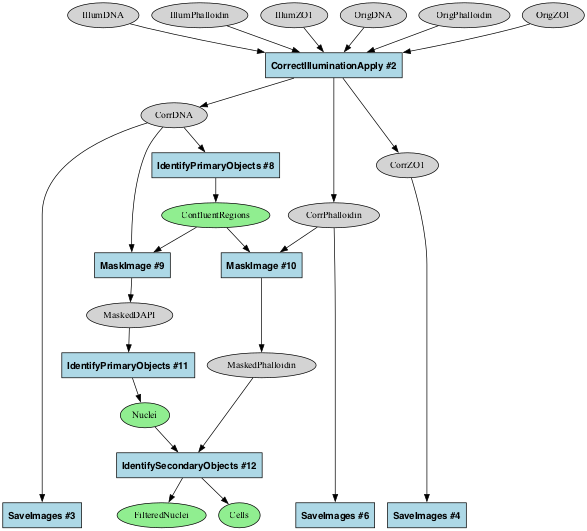 IllumDNA
IllumPhalloidin
IllumZO1
OrigDNA
OrigPhalloidin
OrigZO1
CorrectIlluminationApply #2
CorrDNA
IdentifyPrimaryObjects #8
CorrZO1
ConfluentRegions
CorrPhalloidin
MaskImage #9
MaskImage #10
MaskedDAPI
IdentifyPrimaryObjects #11
MaskedPhalloidin
Nuclei
IdentifySecondaryObjects #12
SaveImages #3
FilteredNuclei
Cells
SaveImages #6
SaveImages #4